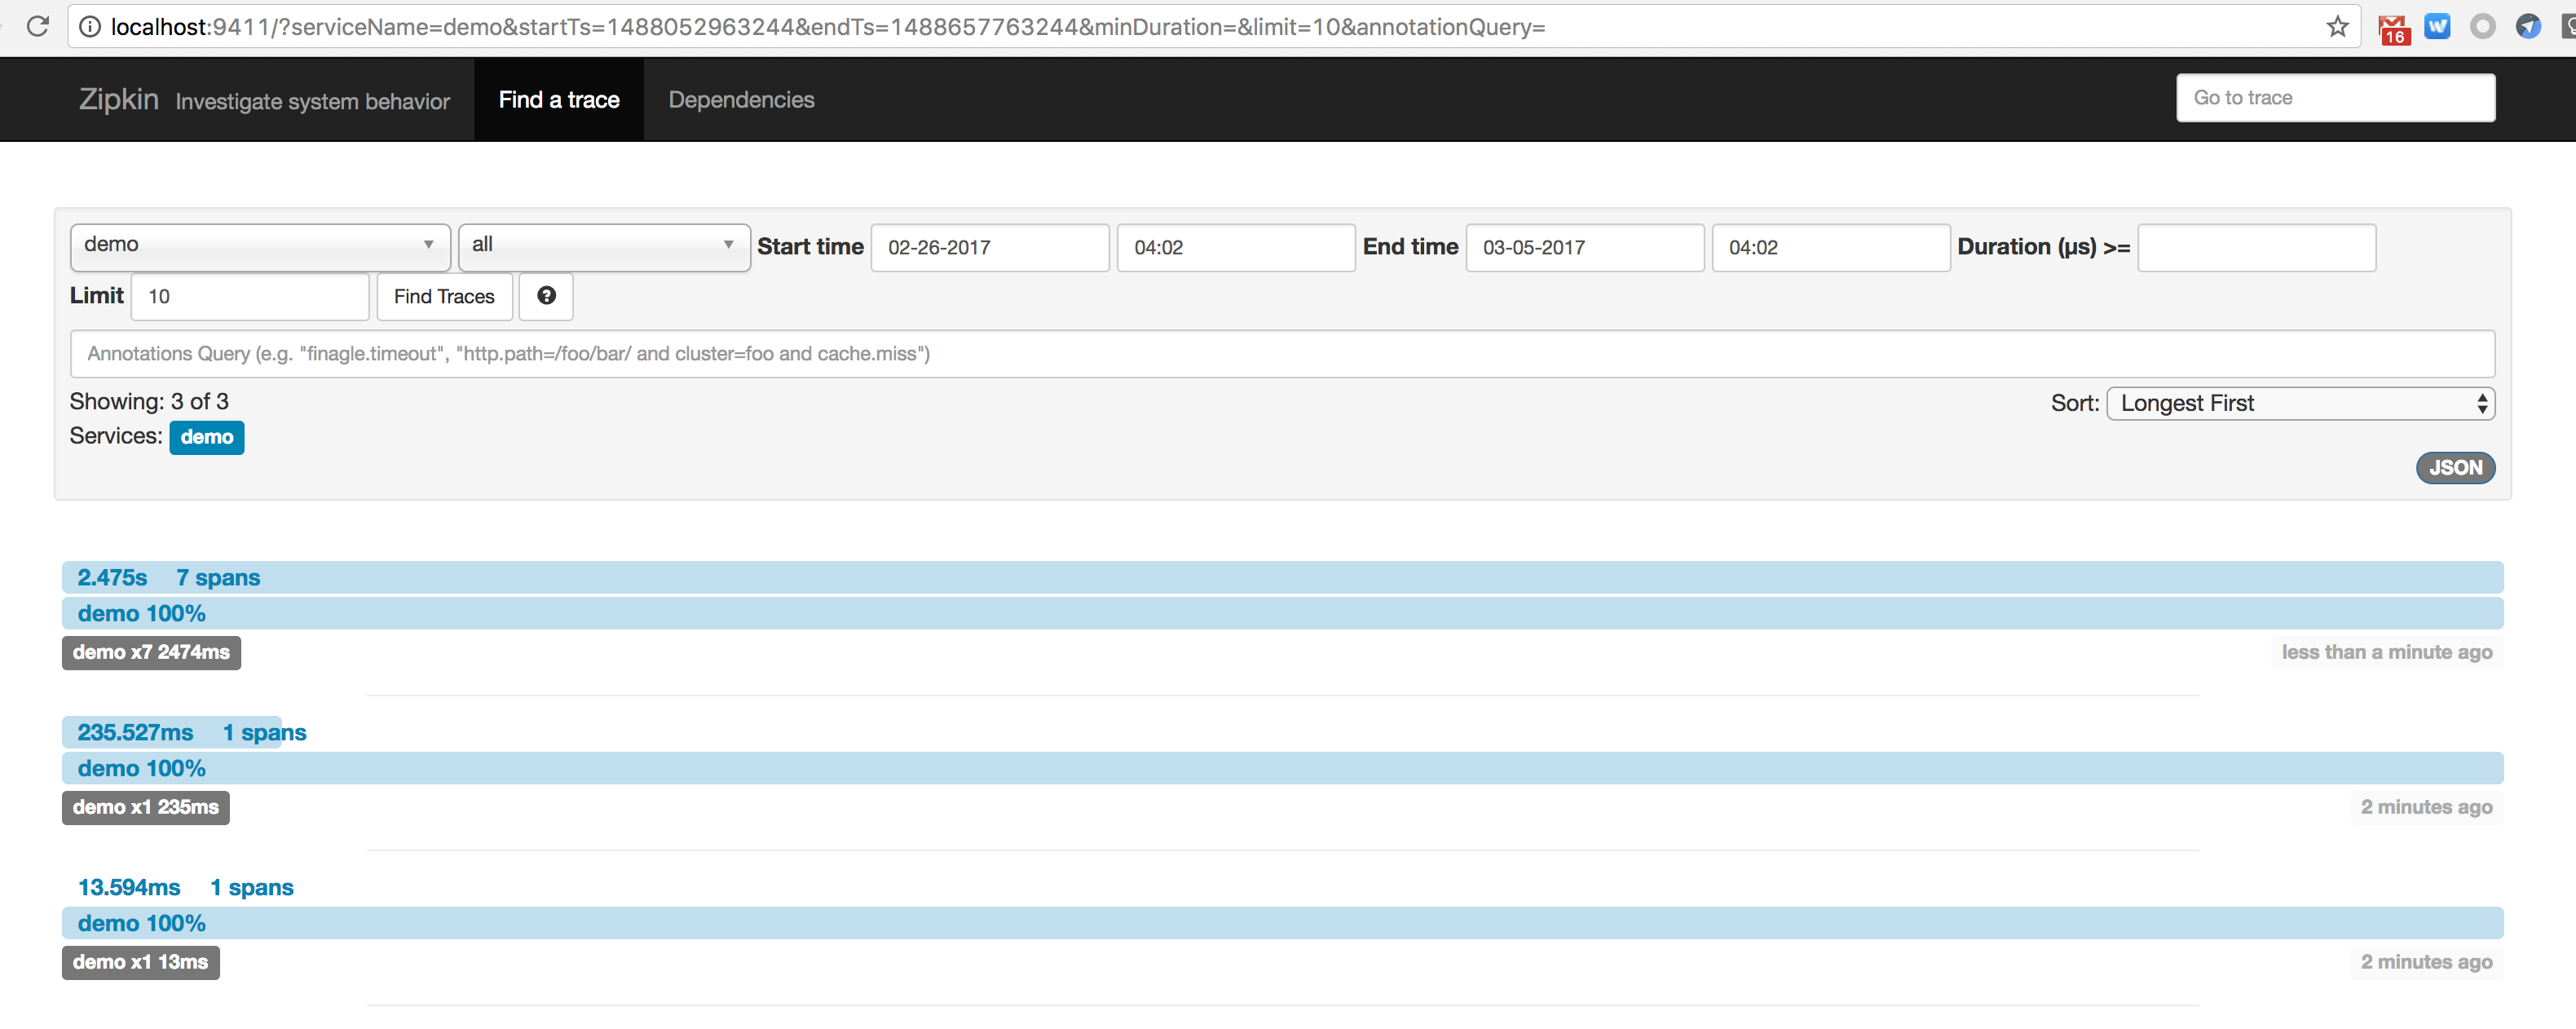 localhost:9411/?serviceName=demo&startTs=1488052963244&endTs=1488657763244&minDuration=&limit=10&annotationQuery=
16
Zipkin Investigate system behavior Find a trace Dependencies Go to trace
demo all Start time 02-26-2017 04:02 End time 03-05-2017 04:02 Duration (μs) >=
Limit 10 Find Traces ?
Annotations Query (e.g. "finagle.timeout", "http.path=/foo/bar/ and cluster=foo and cache.miss")
Showing: 3 of 3 Sort: Longest First
Services: demo
JSON
2.475s 7 spans
demo 100%
demo x7 2474ms less than a minute ago
235.527ms 1 spans
demo 100%
demo x1 235ms 2 minutes ago
13.594ms 1 spans
demo 100%
demo x1 13ms 2 minutes ago